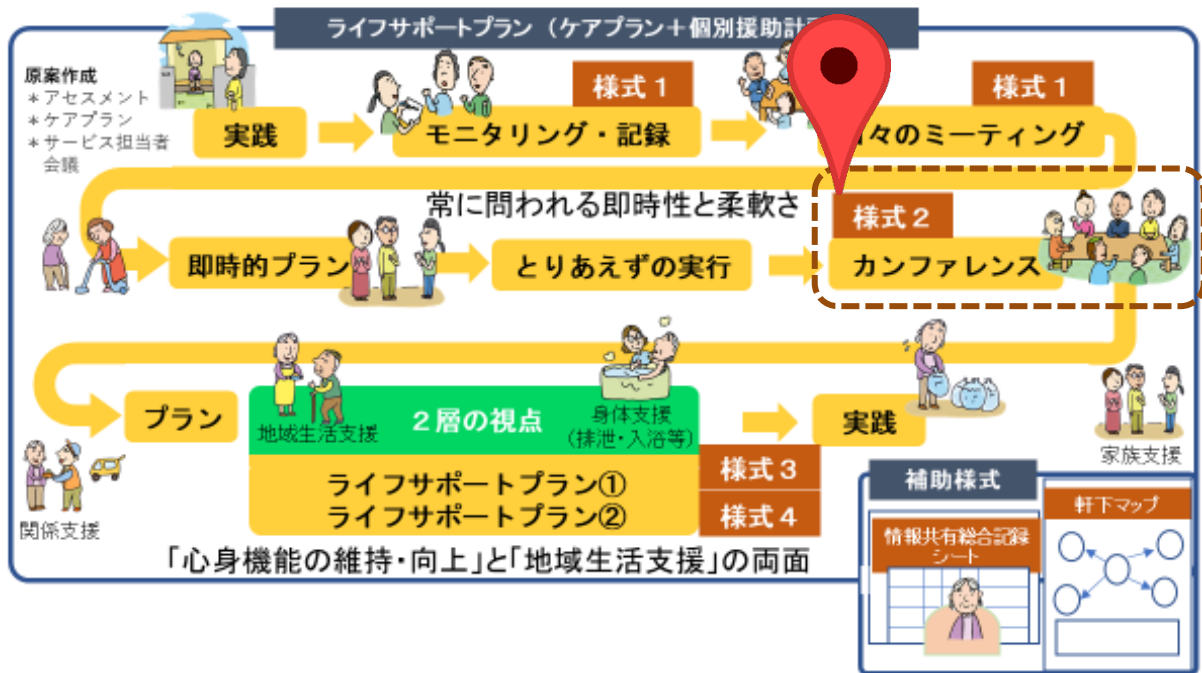 ライフサポートプラン（ケアプラン＋個別援助計
原案作成
＊アセスメント
＊ケアプラン
＊サービス担当者
会議
実践
様式１
モニタリング・記録
様式１
々のミーティング
常に問われる即時性と柔軟さ
即時的プラン
とりあえずの実行
様式２
カンファレンス
プラン
地域生活支援
２層の視点
身体支援
（排泄・入浴等）
実践
家族支援
関係支援
ライフサポートプラン①
ライフサポートプラン②
様式３
様式４
「心身機能の維持・向上」と「地域生活支援」の両面
補助様式
情報共有総合記録
シート
軒下マップ